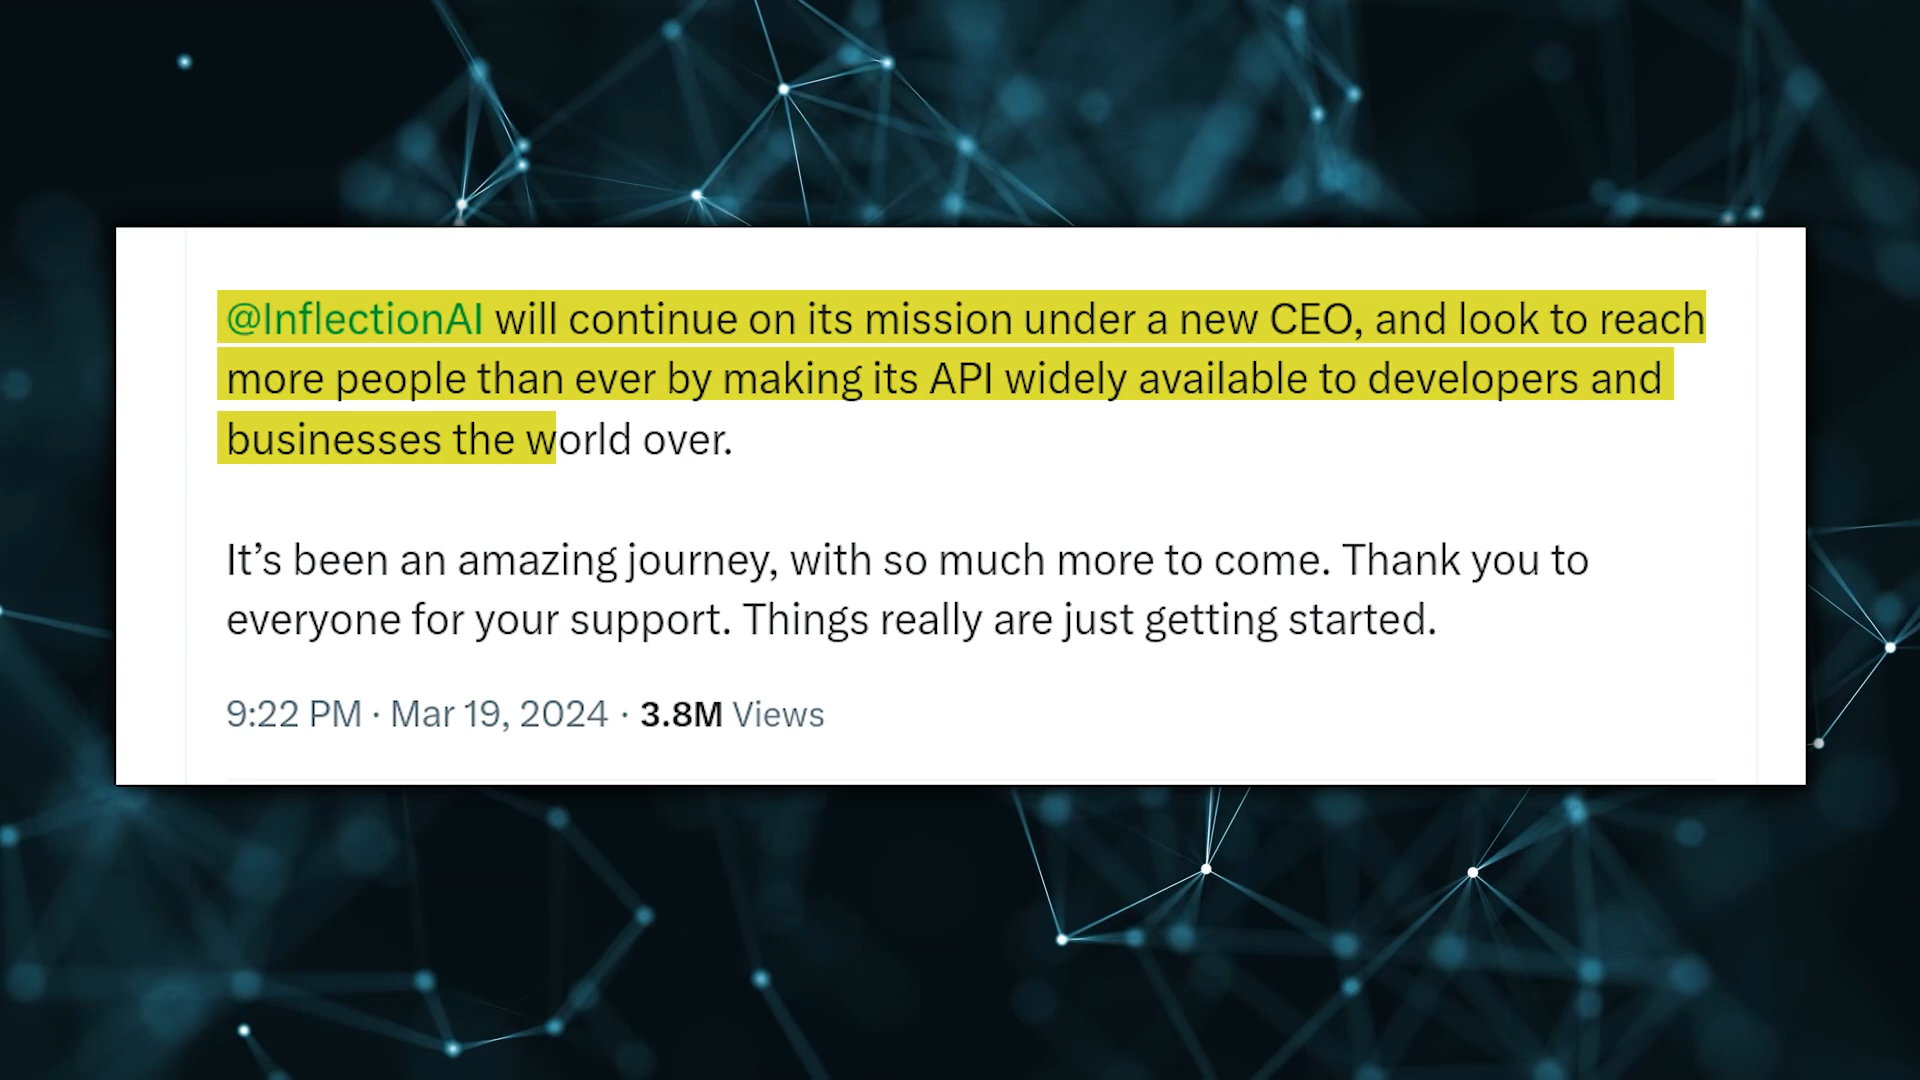 @InflectionAI will continue on its mission under a new CEO, and look to reach
more people than ever by making its API widely available to developers and
businesses the world over.
It’s been an amazing journey, with so much more to come. Thank you to
everyone for your support. Things really are just getting started.
9:22 PM · Mar 19, 2024 · 3.8M Views